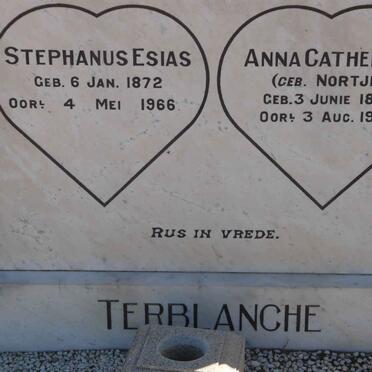 STEPHANUS ESIAS
GEB. 6 JAN. 1872
OORL 4 MEI 1966
ANNA CATHE
(GEB. NORTJ
GEB. 3 JUNIE 18
OORL 3 AUG. 19
RUS IN VREDE.
TERBLANCHE